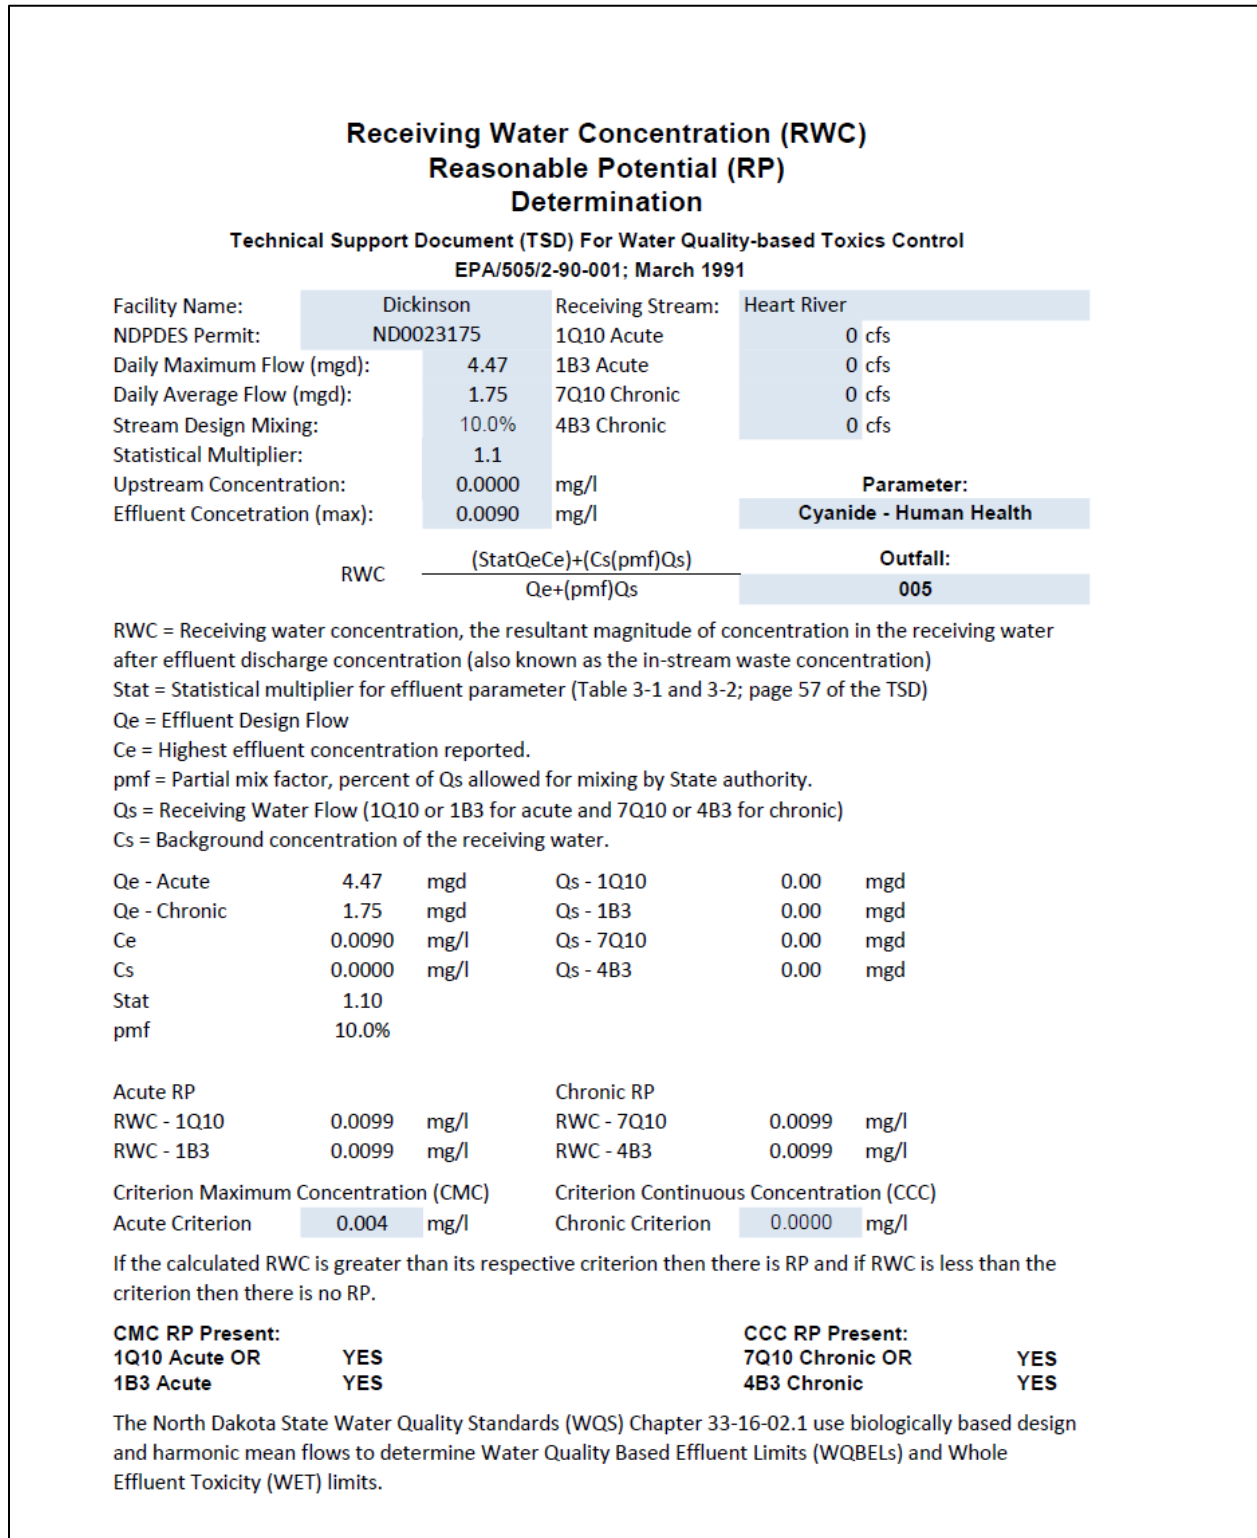 Receiving Water Concentration (RWC)
Reasonable Potential (RP)
Determination
Technical Support Document (TSD) For Water Quality-based Toxics Control
EPA/505/2-90-001; March 1991
Facility Name: Dickinson Receiving Stream: Heart River
NDPDES Permit: ND0023175 1Q10 Acute 0 cfs
Daily Maximum Flow (mgd): 4.47 1B3 Acute 0 cfs
Daily Average Flow (mgd): 1.75 7Q10 Chronic 0 cfs
Stream Design Mixing: 10.0% 4B3 Chronic 0 cfs
Statistical Multiplier: 1.1
Upstream Concentration: 0.0000 mg/l Parameter:
Effluent Concetration (max): 0.0090 mg/l Cyanide - Human Health
(StatQeCe)+(Cs(pmf)Qs) Outfall:
RWC
Qe+(pmf)Qs 005
RWC = Receiving water concentration, the resultant magnitude of concentration in the receiving water
after effluent discharge concentration (also known as the in-stream waste concentration)
Stat = Statistical multiplier for effluent parameter (Table 3-1 and 3-2; page 57 of the TSD)
Qe = Effluent Design Flow
Ce = Highest effluent concentration reported.
pmf = Partial mix factor, percent of Qs allowed for mixing by State authority.
Qs = Receiving Water Flow (1Q10 or 1B3 for acute and 7Q10 or 4B3 for chronic)
Cs = Background concentration of the receiving water.
Qe - Acute 4.47 mgd Qs - 1Q10 0.00 mgd
Qe - Chronic 1.75 mgd Qs - 1B3 0.00 mgd
Ce 0.0090 mg/l Qs - 7Q10 0.00 mgd
Cs 0.0000 mg/l Qs - 4B3 0.00 mgd
Stat 1.10
pmf 10.0%
Acute RP Chronic RP
RWC - 1Q10 0.0099 mg/l RWC - 7Q10 0.0099 mg/l
RWC - 1B3 0.0099 mg/l RWC - 4B3 0.0099 mg/l
Criterion Maximum Concentration (CMC) Criterion Continuous Concentration (CCC)
Acute Criterion 0.004 mg/l Chronic Criterion 0.0000 mg/l
If the calculated RWC is greater than its respective criterion then there is RP and if RWC is less than the
criterion then there is no RP.
CMC RP Present: CCC RP Present:
1Q10 Acute OR YES 7Q10 Chronic OR YES
1B3 Acute YES 4B3 Chronic YES
The North Dakota State Water Quality Standards (WQS) Chapter 33-16-02.1 use biologically based design
and harmonic mean flows to determine Water Quality Based Effluent Limits (WQBELs) and Whole
Effluent Toxicity (WET) limits.